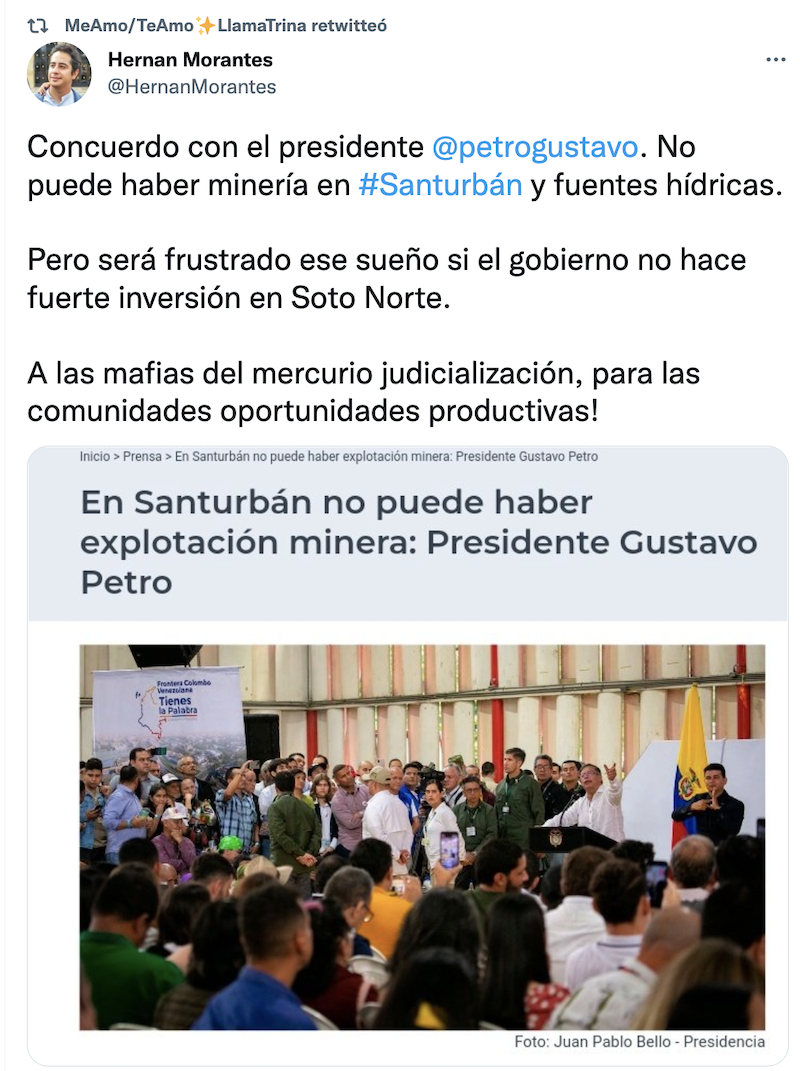 MeAmo/TeAmo✨LlamaTrina retwitteó
Hernan Morantes
@HernanMorantes
Concuerdo con el presidente @petrogustavo. No
puede haber minería en #Santurbán y fuentes hídricas.
Pero será frustrado ese sueño si el gobierno no hace
fuerte inversión en Soto Norte.
A las mafias del mercurio judicialización, para las
comunidades oportunidades productivas!
Inicio > Prensa > En Santurbán no puede haber explotación minera: Presidente Gustavo Petro
En Santurbán no puede haber
explotación minera: Presidente Gustavo
Petro
Frontera Colombo
Venezolana
Tienes
la Palabra
Foto: Juan Pablo Bello - Presidencia